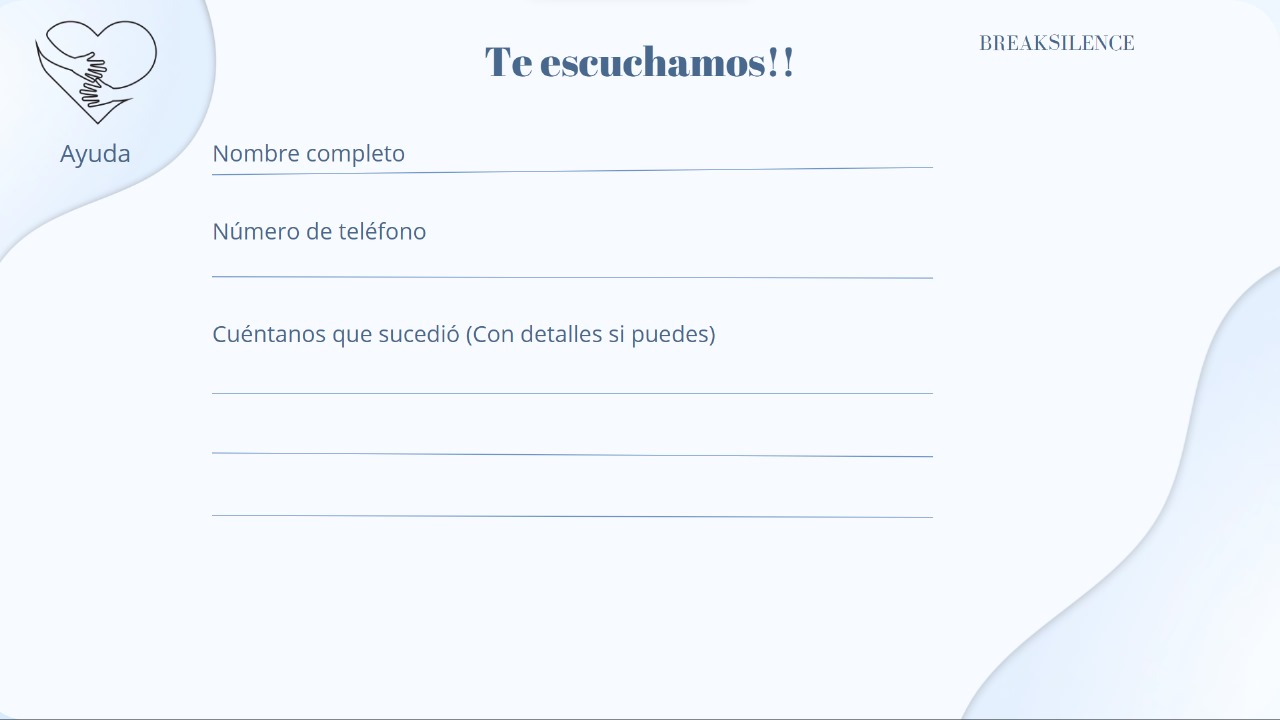 Te escuchamos!!
BREAKSILENCE
Ayuda
Nombre completo
Número de teléfono
Cuéntanos que sucedió (Con detalles si puedes)